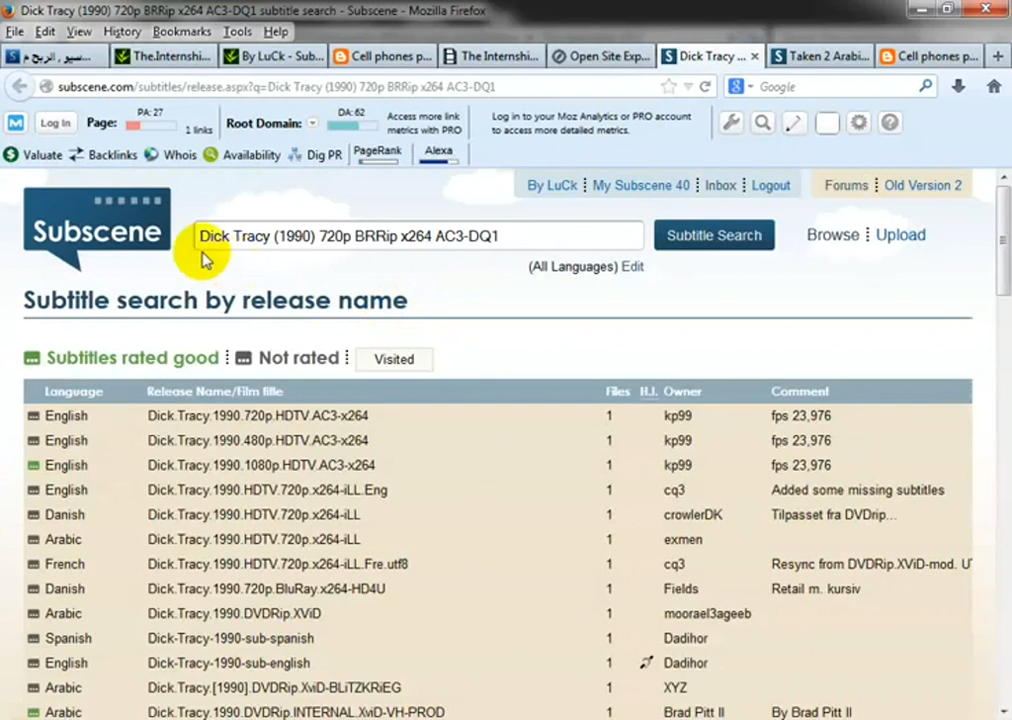 Dick Tracy (1990) 720p BRRip x264 AC3-DQ1 subtitle search - Subscene - Mozilla Firefox
File Edit View History Bookmarks Tools Help
The.Internshi... By LuCk - Sub... Cell phones p... The Internshi... Open Site Exp... Dick Tracy ... Taken 2 Arabi... Cell phones p...
subscene.com/subtitles/release.aspx?q=Dick Tracy (1990) 720p BRRip x264 AC3-DQ1 Google
Log In Page: PA: 27 1 links Root Domain: DA: 62 Access more link metrics with PRO Log in to your Moz Analytics or PRO account to access more detailed metrics.
Valuate Backlinks Whois Availability Dig PR PageRank Alexa
By LuCk My Subscene 40 Inbox Logout Forums Old Version 2
Subscene Dick Tracy (1990) 720p BRRip x264 AC3-DQ1 Subtitle Search Browse Upload
(All Languages) Edit
Subtitle search by release name
Subtitles rated good Not rated Visited
Language Release Name/Film title Files H.I. Owner Comment
English Dick.Tracy.1990.720p.HDTV.AC3-x264 1 kp99 fps 23,976
English Dick.Tracy.1990.480p.HDTV.AC3-x264 1 kp99 fps 23,976
English Dick.Tracy.1990.1080p.HDTV.AC3-x264 1 kp99 fps 23,976
English Dick.Tracy.1990.HDTV.720p.x264-iLL.Eng 1 cq3 Added some missing subtitles
Danish Dick.Tracy.1990.HDTV.720p.x264-iLL 1 crowlerDK Tilpasset fra DVDrip...
Arabic Dick.Tracy.1990.HDTV.720p.x264-iLL 1 exmen
French Dick.Tracy.1990.HDTV.720p.x264-iLL.Fre.utf8 1 cq3 Resync from DVDRip.XViD-mod. UT
Danish Dick.Tracy.1990.720p.BluRay.x264-HD4U 1 Fields Retail m. kursiv
Arabic Dick.Tracy.1990.DVDRip.XViD 1 moorael3ageeb
Spanish Dick-Tracy-1990-sub-spanish 1 Dadihor
English Dick-Tracy-1990-sub-english 1 Dadihor
Arabic Dick.Tracy.[1990].DVDRip.XviD-BLiTZKRiEG 1 XYZ
Arabic Dick.Tracy.DVDRip.INTERNAL.XviD-VH-PROD 1 Brad Pitt II By Brad Pitt II